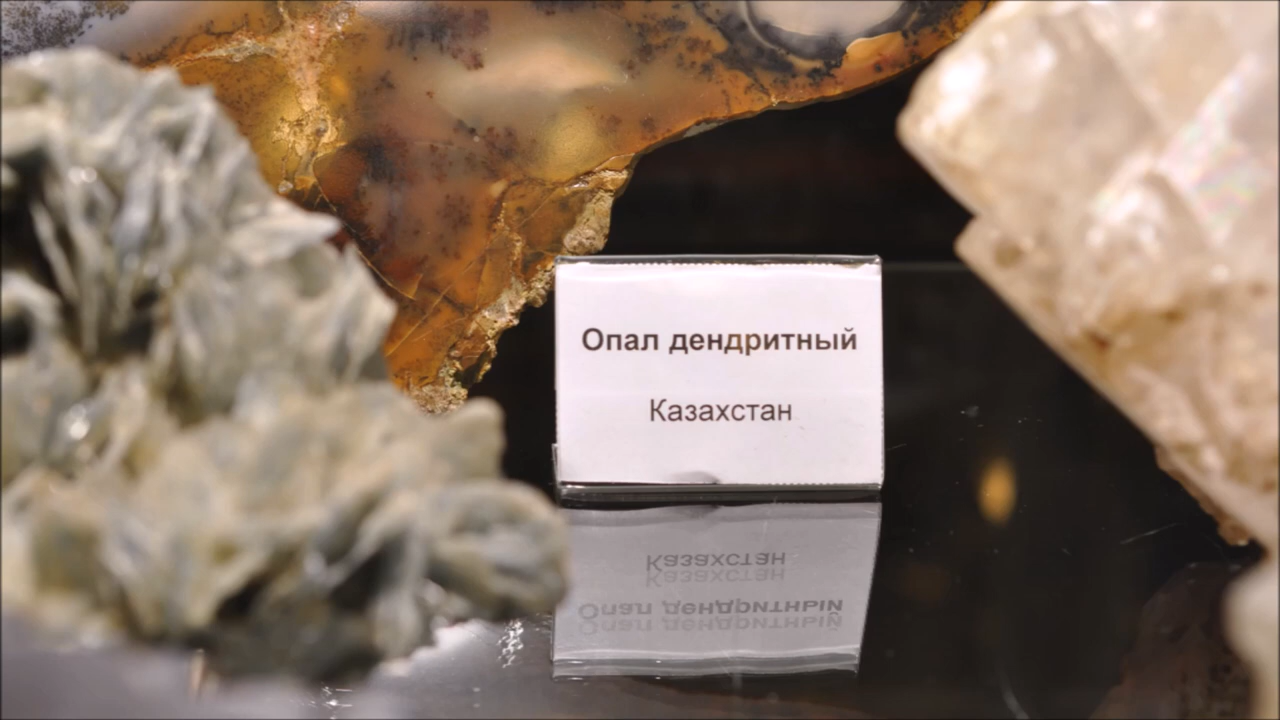 Опал дендритный
Казахстан